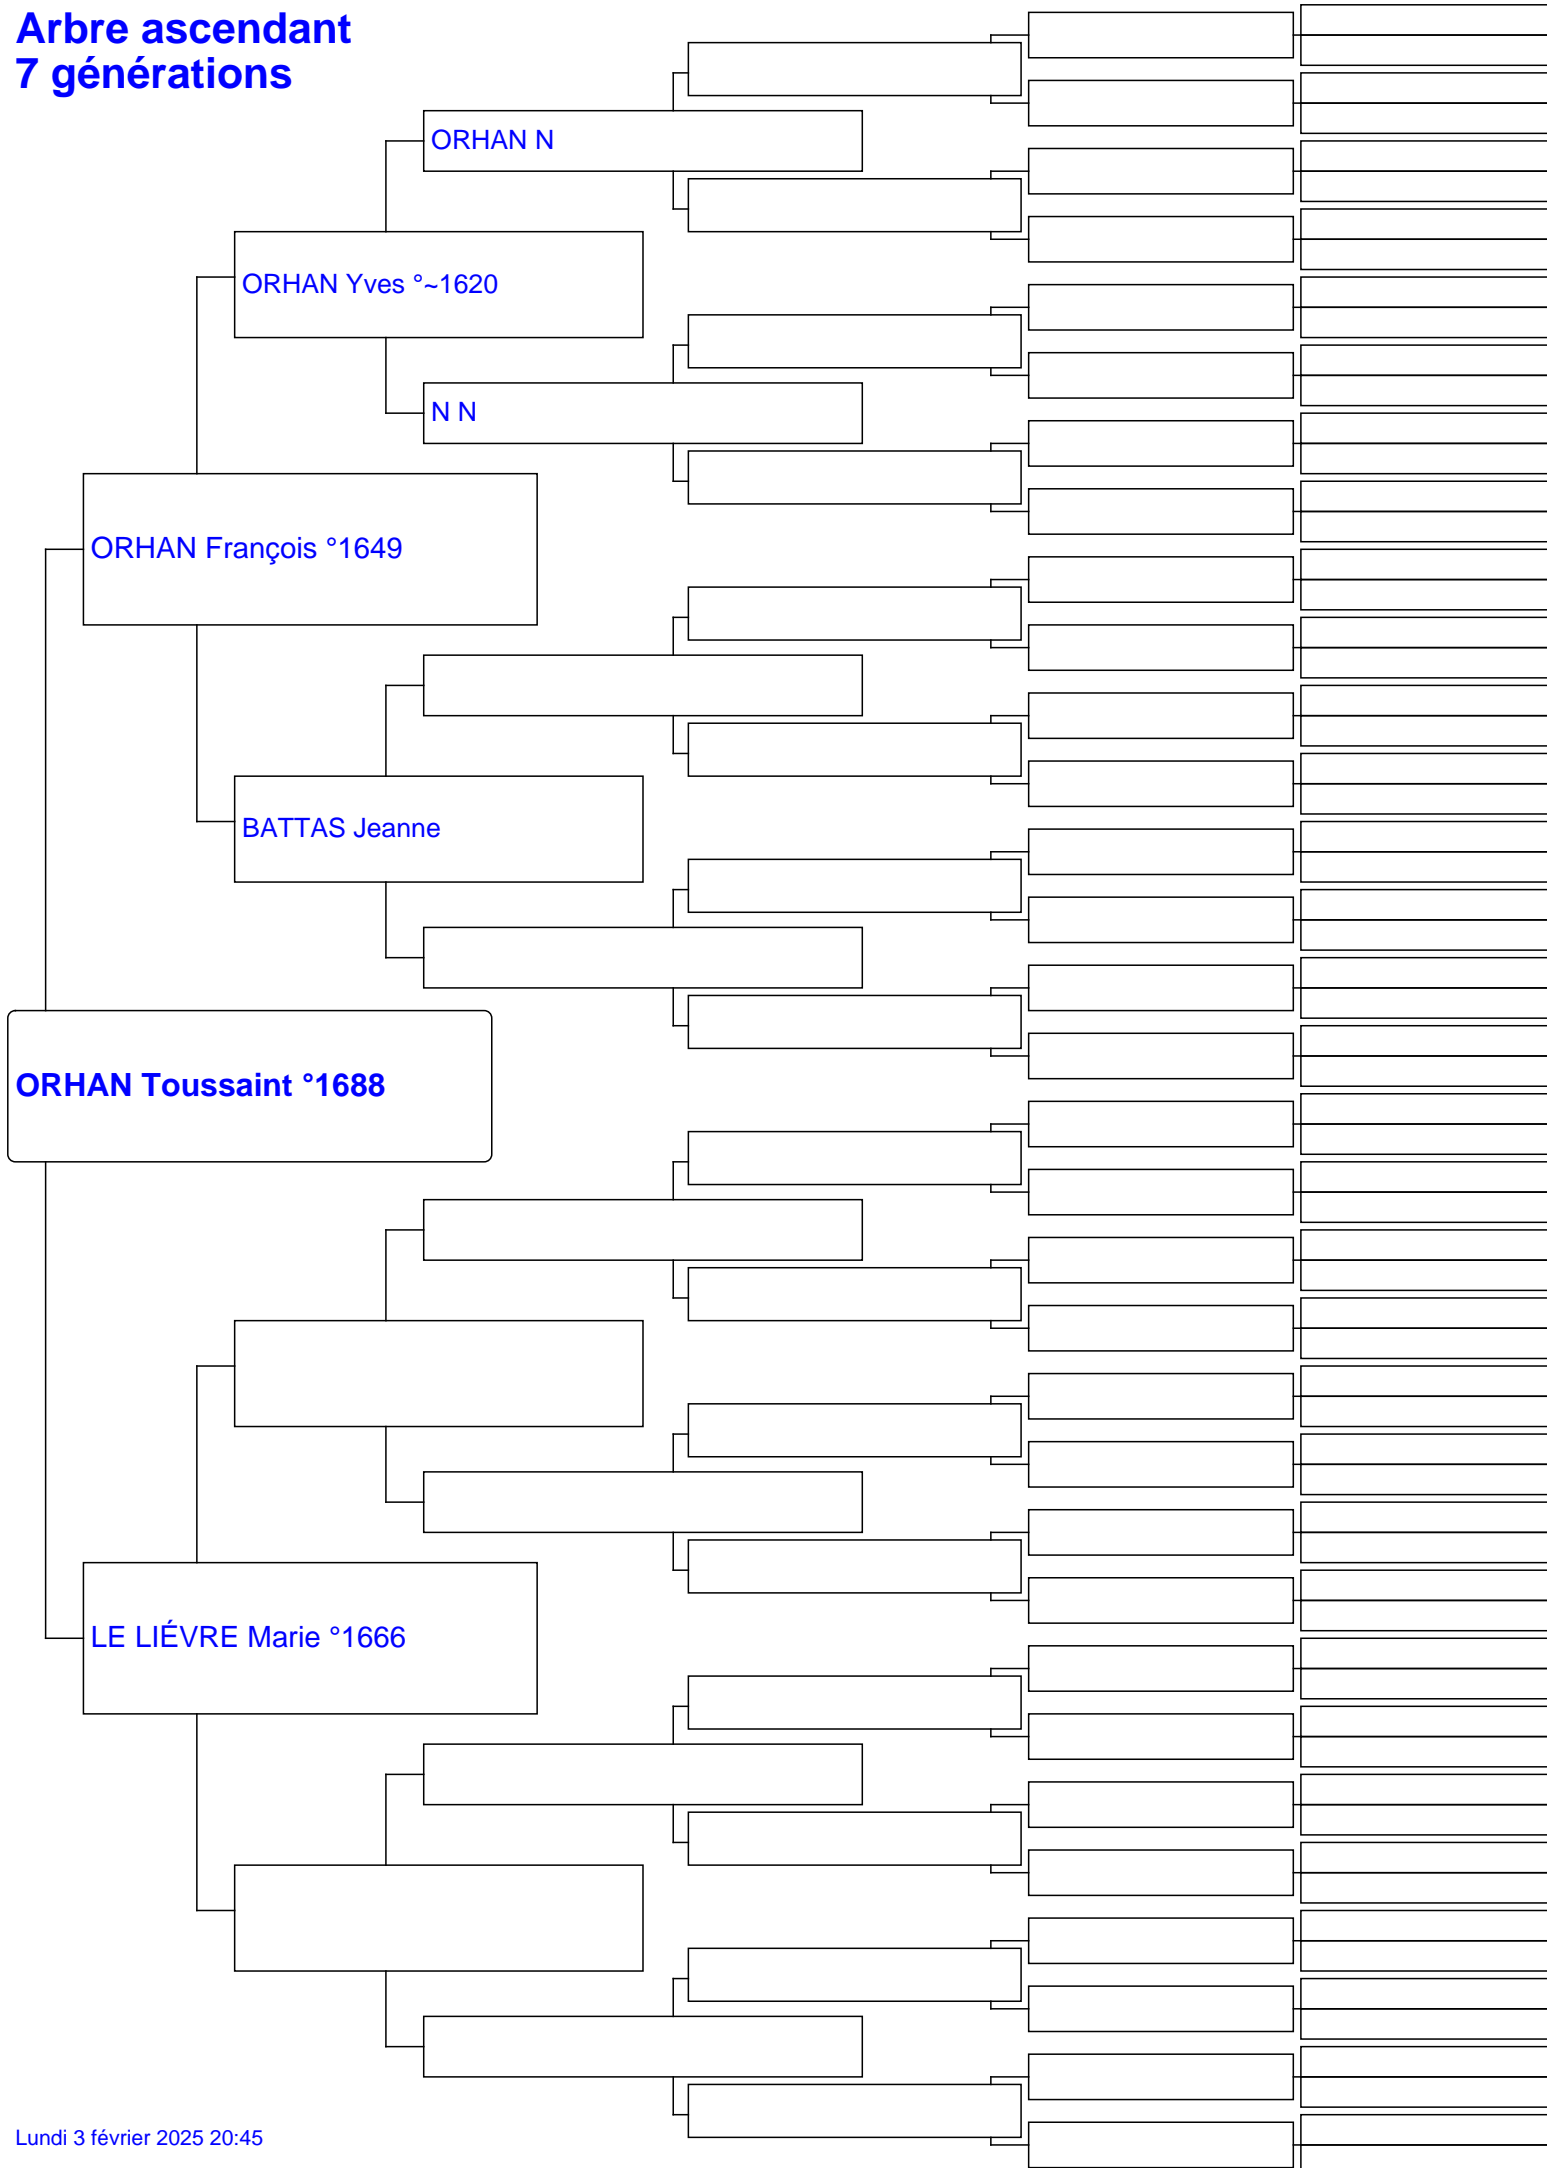 Arbre ascendant
7 générations
ORHAN N
ORHAN Yves °~1620
N N
ORHAN François °1649
BATTAS Jeanne
ORHAN Toussaint °1688
LE LIÉVRE Marie °1666
Lundi 3 février 2025 20:45